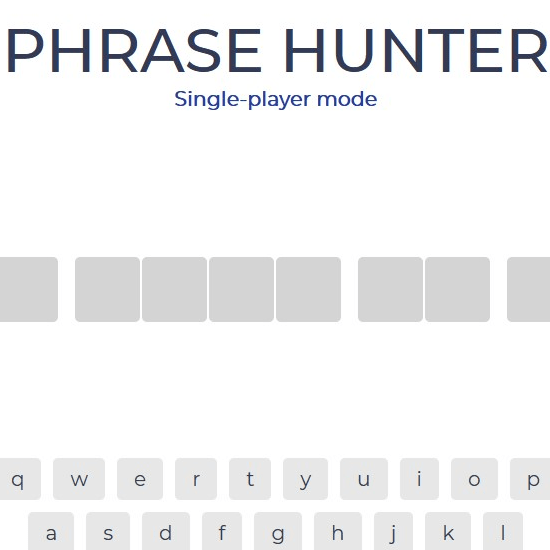 PHRASE HUNTER
Single-player mode
q w e r t y u i o p
a s d f g h j k l